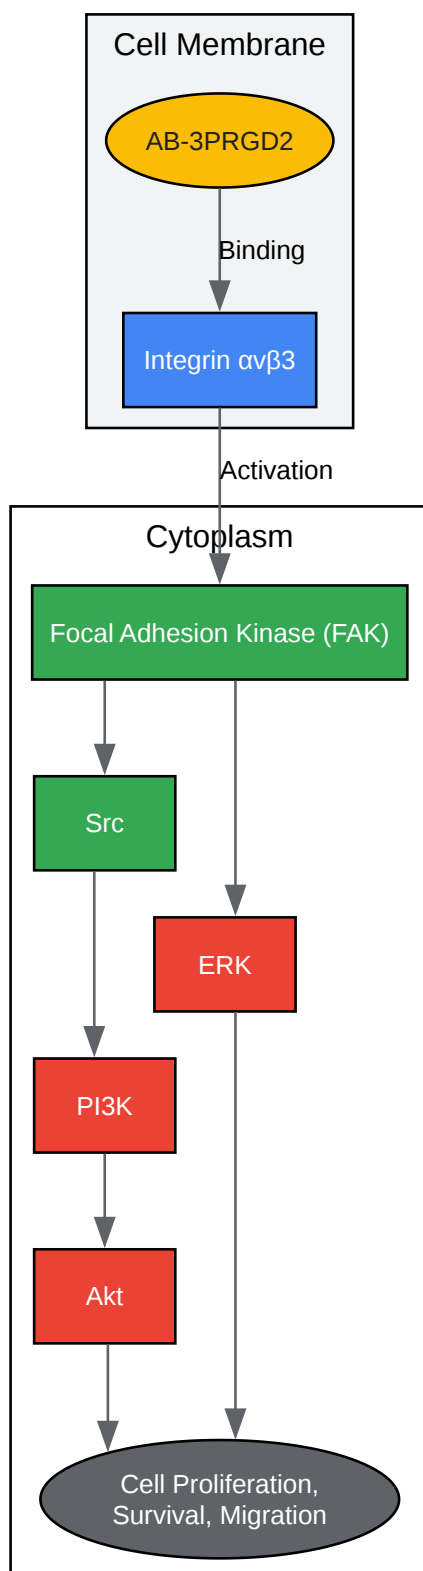 Cell Membrane
AB-3PRGD2
Binding
Integrin αvβ3
Activation
Cytoplasm
Focal Adhesion Kinase (FAK)
Src
ERK
PI3K
Akt
Cell Proliferation,
Survival, Migration